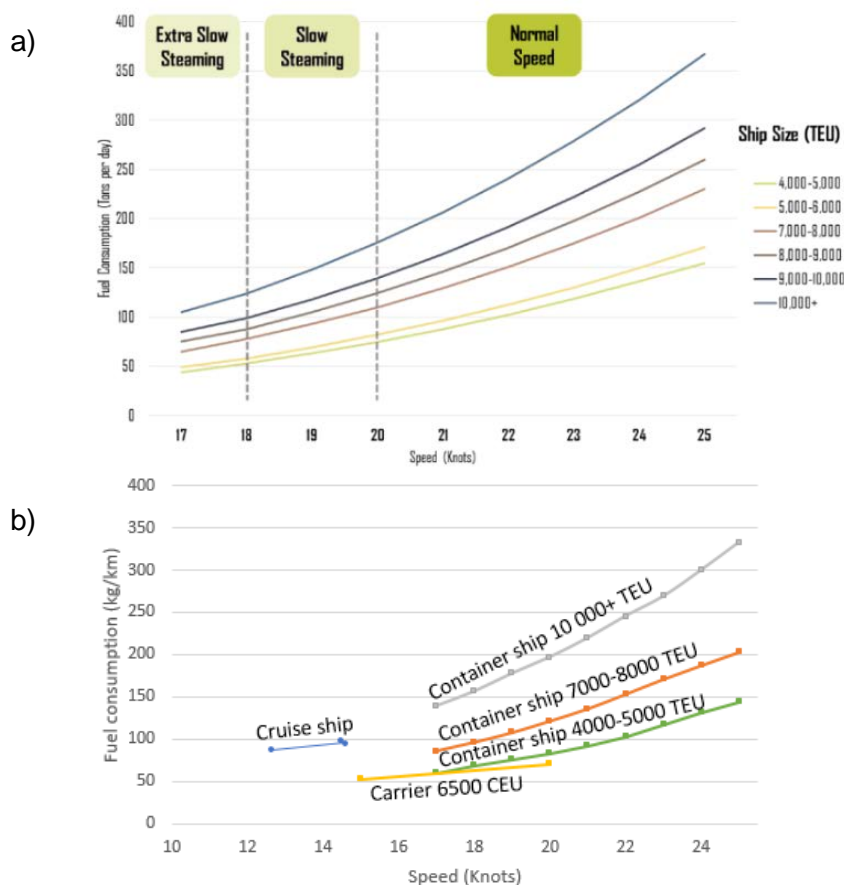 a)
400
350
300
250
200
150
100
50
0
Fuel Consumption (Tons per day)
Extra Slow
Steaming
Slow
Steaming
Normal
Speed
17 18 19 20 21 22 23 24 25
Speed (Knots)
Ship Size (TEU)
4,000-5,000
5,000-6,000
7,000-8,000
8,000-9,000
9,000-10,000
10,000+
b)
400
350
300
250
200
150
100
50
0
Fuel consumption (kg/km)
Container ship 10 000+ TEU
Container ship 7000-8000 TEU
Container ship 4000-5000 TEU
Cruise ship
Carrier 6500 CEU
10 12 14 16 18 20 22 24
Speed (Knots)